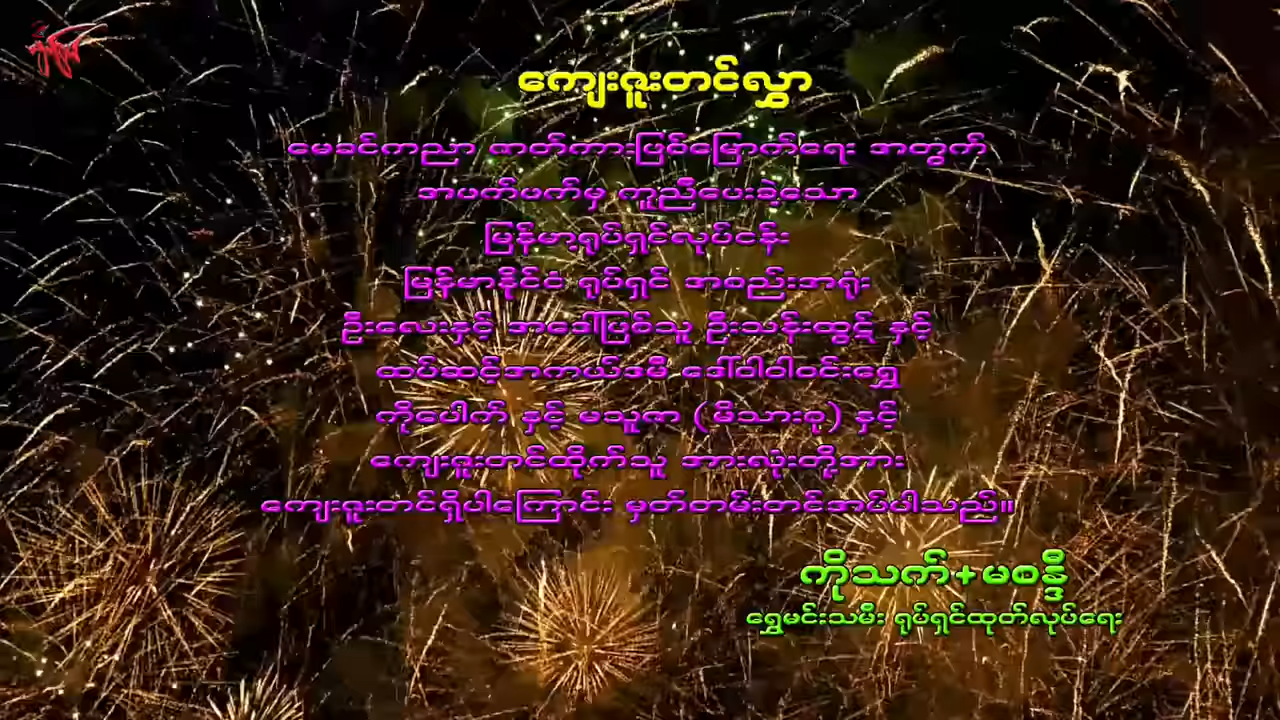 ကျေးဇူးတင်လွှာ
မေခင်ကညာ ဇာတ်ကားဖြစ်မြောက်ရေး အတွက်
အဖက်ဖက်မှ ကူညီပေးခဲ့သော
မြန်မာ့ရုပ်ရှင်လုပ်ငန်း
မြန်မာနိုင်ငံ ရုပ်ရှင် အစည်းအရုံး
ဦးလေးနှင့် အဒေါ်ဖြစ်သူ ဦးသန်းထွဋ် နှင့်
ထပ်ဆင့်အကယ်ဒမီ ဒေါ်ဝါဝါဝင်းရွှေ
ကိုပေါက် နှင့် မသူဇာ (မိသားစု) နှင့်
ကျေးဇူးတင်ထိုက်သူ အားလုံးတို့အား
ကျေးဇူးတင်ရှိပါကြောင်း မှတ်တမ်းတင်အပ်ပါသည်။
ကိုသက်+မစန္ဒီ
ရွှေမင်းသမီး ရုပ်ရှင်ထုတ်လုပ်ရေး